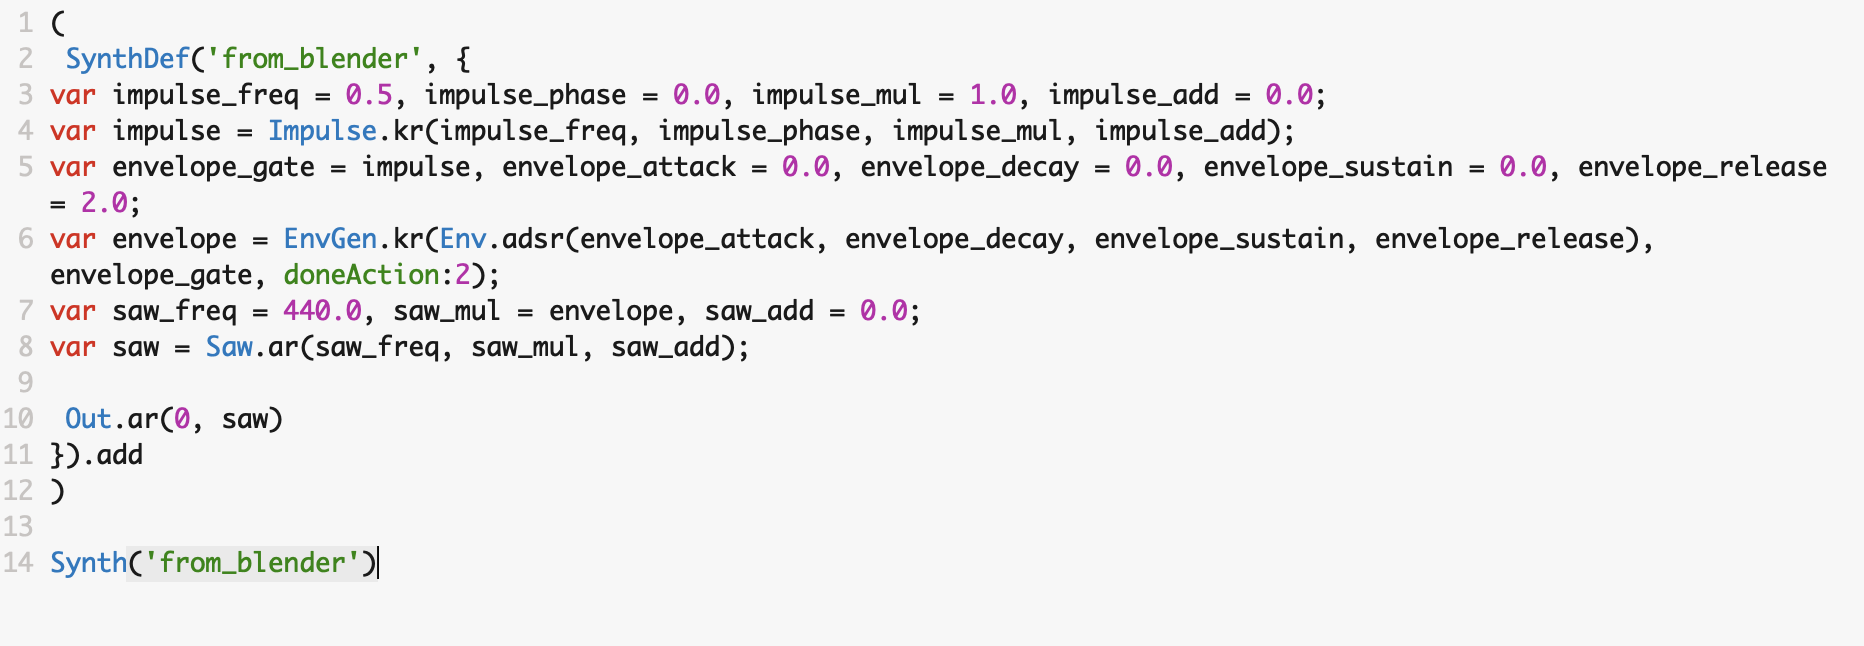 1 (
2  SynthDef('from_blender', {
3 var impulse_freq = 0.5, impulse_phase = 0.0, impulse_mul = 1.0, impulse_add = 0.0;
4 var impulse = Impulse.kr(impulse_freq, impulse_phase, impulse_mul, impulse_add);
5 var envelope_gate = impulse, envelope_attack = 0.0, envelope_decay = 0.0, envelope_sustain = 0.0, envelope_release
= 2.0;
6 var envelope = EnvGen.kr(Env.adsr(envelope_attack, envelope_decay, envelope_sustain, envelope_release),
envelope_gate, doneAction:2);
7 var saw_freq = 440.0, saw_mul = envelope, saw_add = 0.0;
8 var saw = Saw.ar(saw_freq, saw_mul, saw_add);
9
10  Out.ar(0, saw)
11 }).add
12 )
13
14 Synth('from_blender')